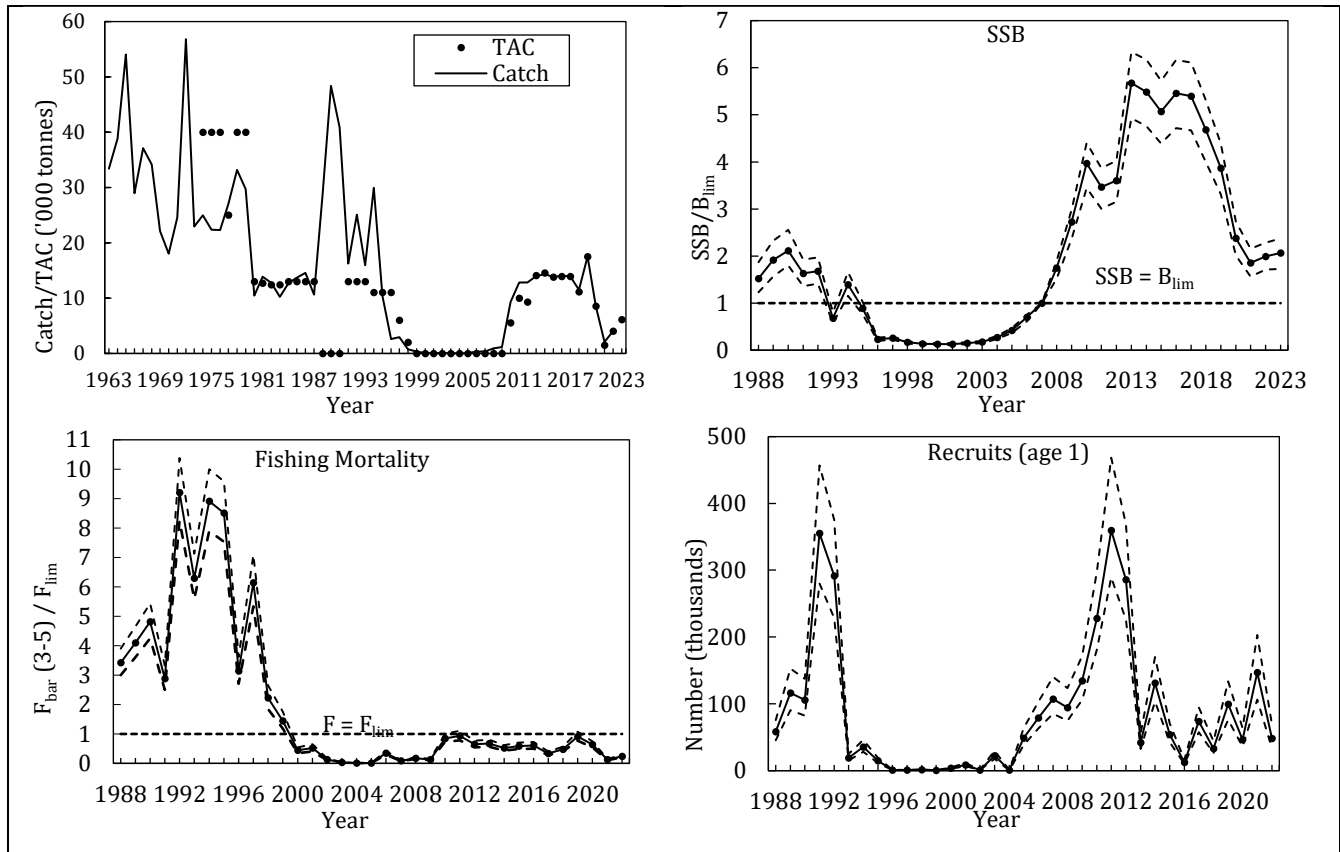 60
50
40
30
20
10
0
Catch/TAC ('000 tonnes)
TAC
Catch
1963 1969 1975 1981 1987 1993 1999 2005 2011 2017 2023
Year
SSB
7
6
5
4
3
2
1
0
SSB/Blim
SSB = Blim
1988 1993 1998 2003 2008 2013 2018 2023
Year
Fishing Mortality
11
10
9
8
7
6
5
4
3
2
1
0
Fbar (3-5) / Flim
F = Flim
1988 1992 1996 2000 2004 2008 2012 2016 2020
Year
Recruits (age 1)
500
400
300
200
100
0
Number (thousands)
1988 1992 1996 2000 2004 2008 2012 2016 2020
Year